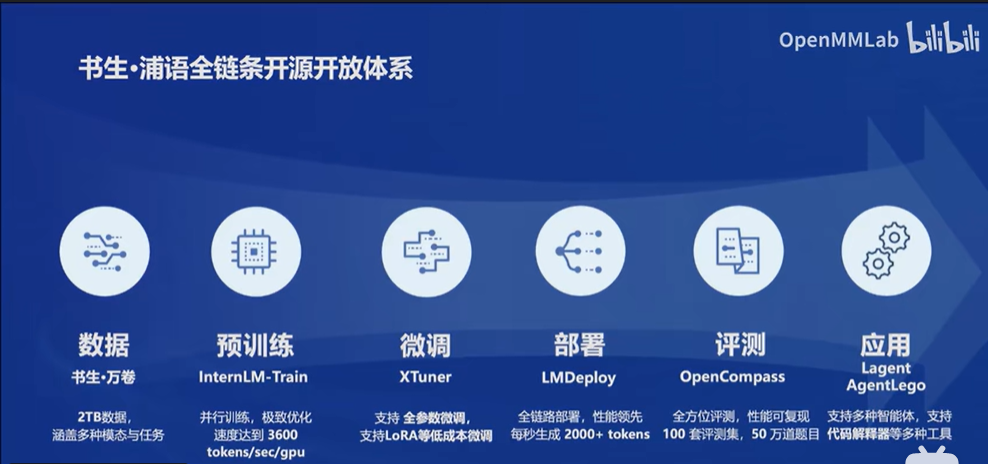 OpenMMLab bilibili
书生·浦语全链条开源开放体系
数据
书生·万卷
2TB数据，
涵盖多种模态与任务
预训练
InternLM-Train
并行训练，极致优化
速度达到 3600
tokens/sec/gpu
微调
XTuner
支持 全参数微调，
支持LoRA等低成本微调
部署
LMDeploy
全链路部署，性能领先
每秒生成 2000+ tokens
评测
OpenCompass
全方位评测，性能可复现
100 套评测集，50 万道题目
应用
Lagent
AgentLego
支持多种智能体，支持
代码解释器等多种工具